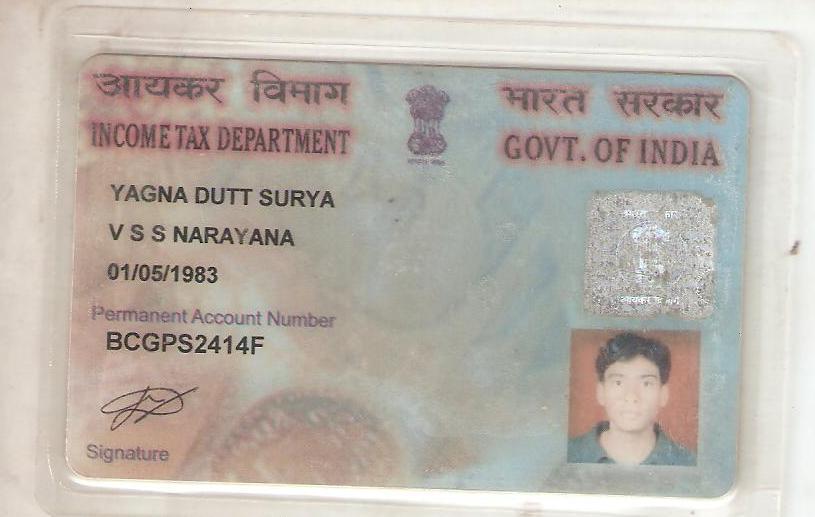 आयकर विभाग
भारत सरकार
INCOME TAX DEPARTMENT
GOVT. OF INDIA
YAGNA DUTT SURYA
V S S NARAYANA
01/05/1983
Permanent Account Number
BCGPS2414F
Signature
आयकर विभाग